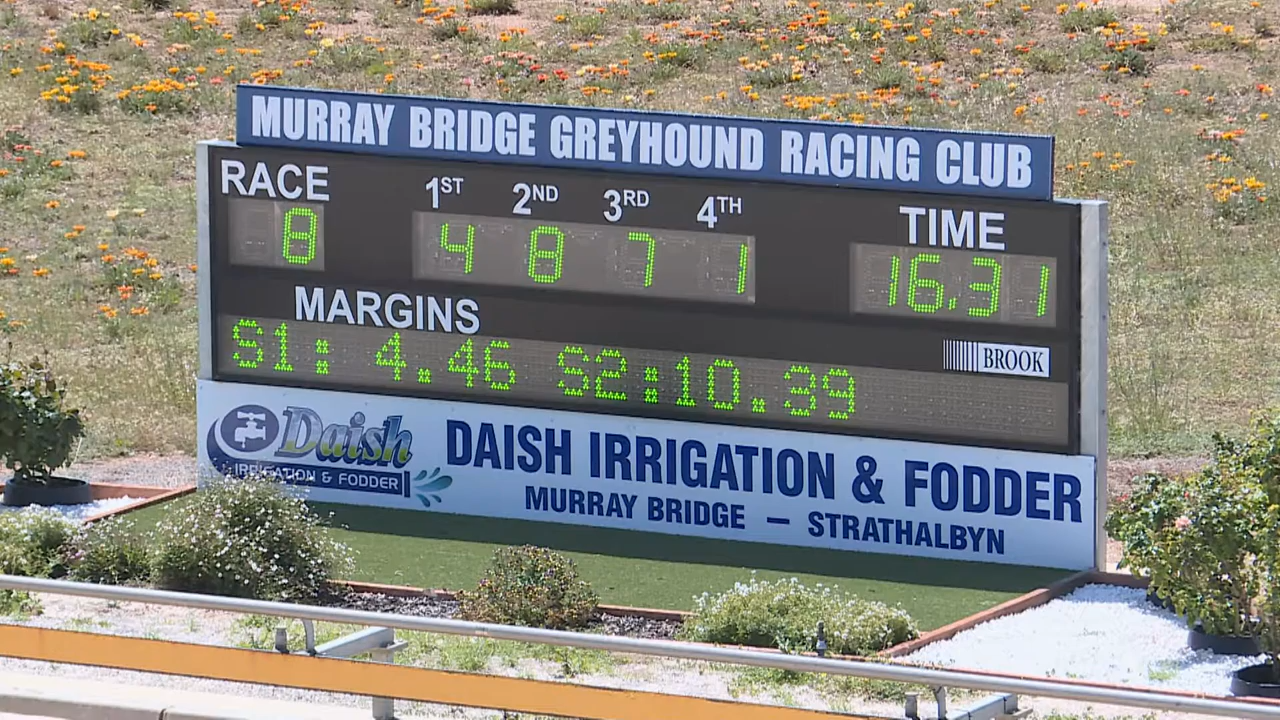 MURRAY BRIDGE GREYHOUND RACING CLUB
RACE 1ST 2ND 3RD 4TH TIME
8 4 8 7 1 16.31
MARGINS
BROOK
S1: 4.46 S2:10.39
Daish
IRRIGATION & FODDER
DAISH IRRIGATION & FODDER
MURRAY BRIDGE – STRATHALBYN